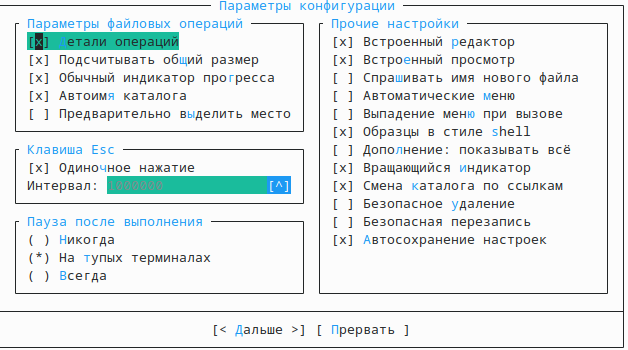 Параметры конфигурации
Параметры файловых операций
[x] Детали операций
[x] Подсчитывать общий размер
[x] Обычный индикатор прогресса
[x] Автоимя каталога
[ ] Предварительно выделить место
Клавиша Esc
[x] Одиночное нажатие
Интервал: 1000000 [^]
Пауза после выполнения
( ) Никогда
(*) На тупых терминалах
( ) Всегда
Прочие настройки
[x] Встроенный редактор
[x] Встроенный просмотр
[ ] Спрашивать имя нового файла
[ ] Автоматические меню
[ ] Выпадение меню при вызове
[x] Образцы в стиле shell
[ ] Дополнение: показывать всё
[x] Вращающийся индикатор
[x] Смена каталога по ссылкам
[ ] Безопасное удаление
[ ] Безопасная перезапись
[x] Автосохранение настроек
[< Дальше >] [ Прервать ]